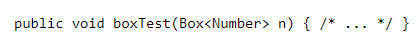 public void boxTest(Box<Number> n) { /* ... */ }